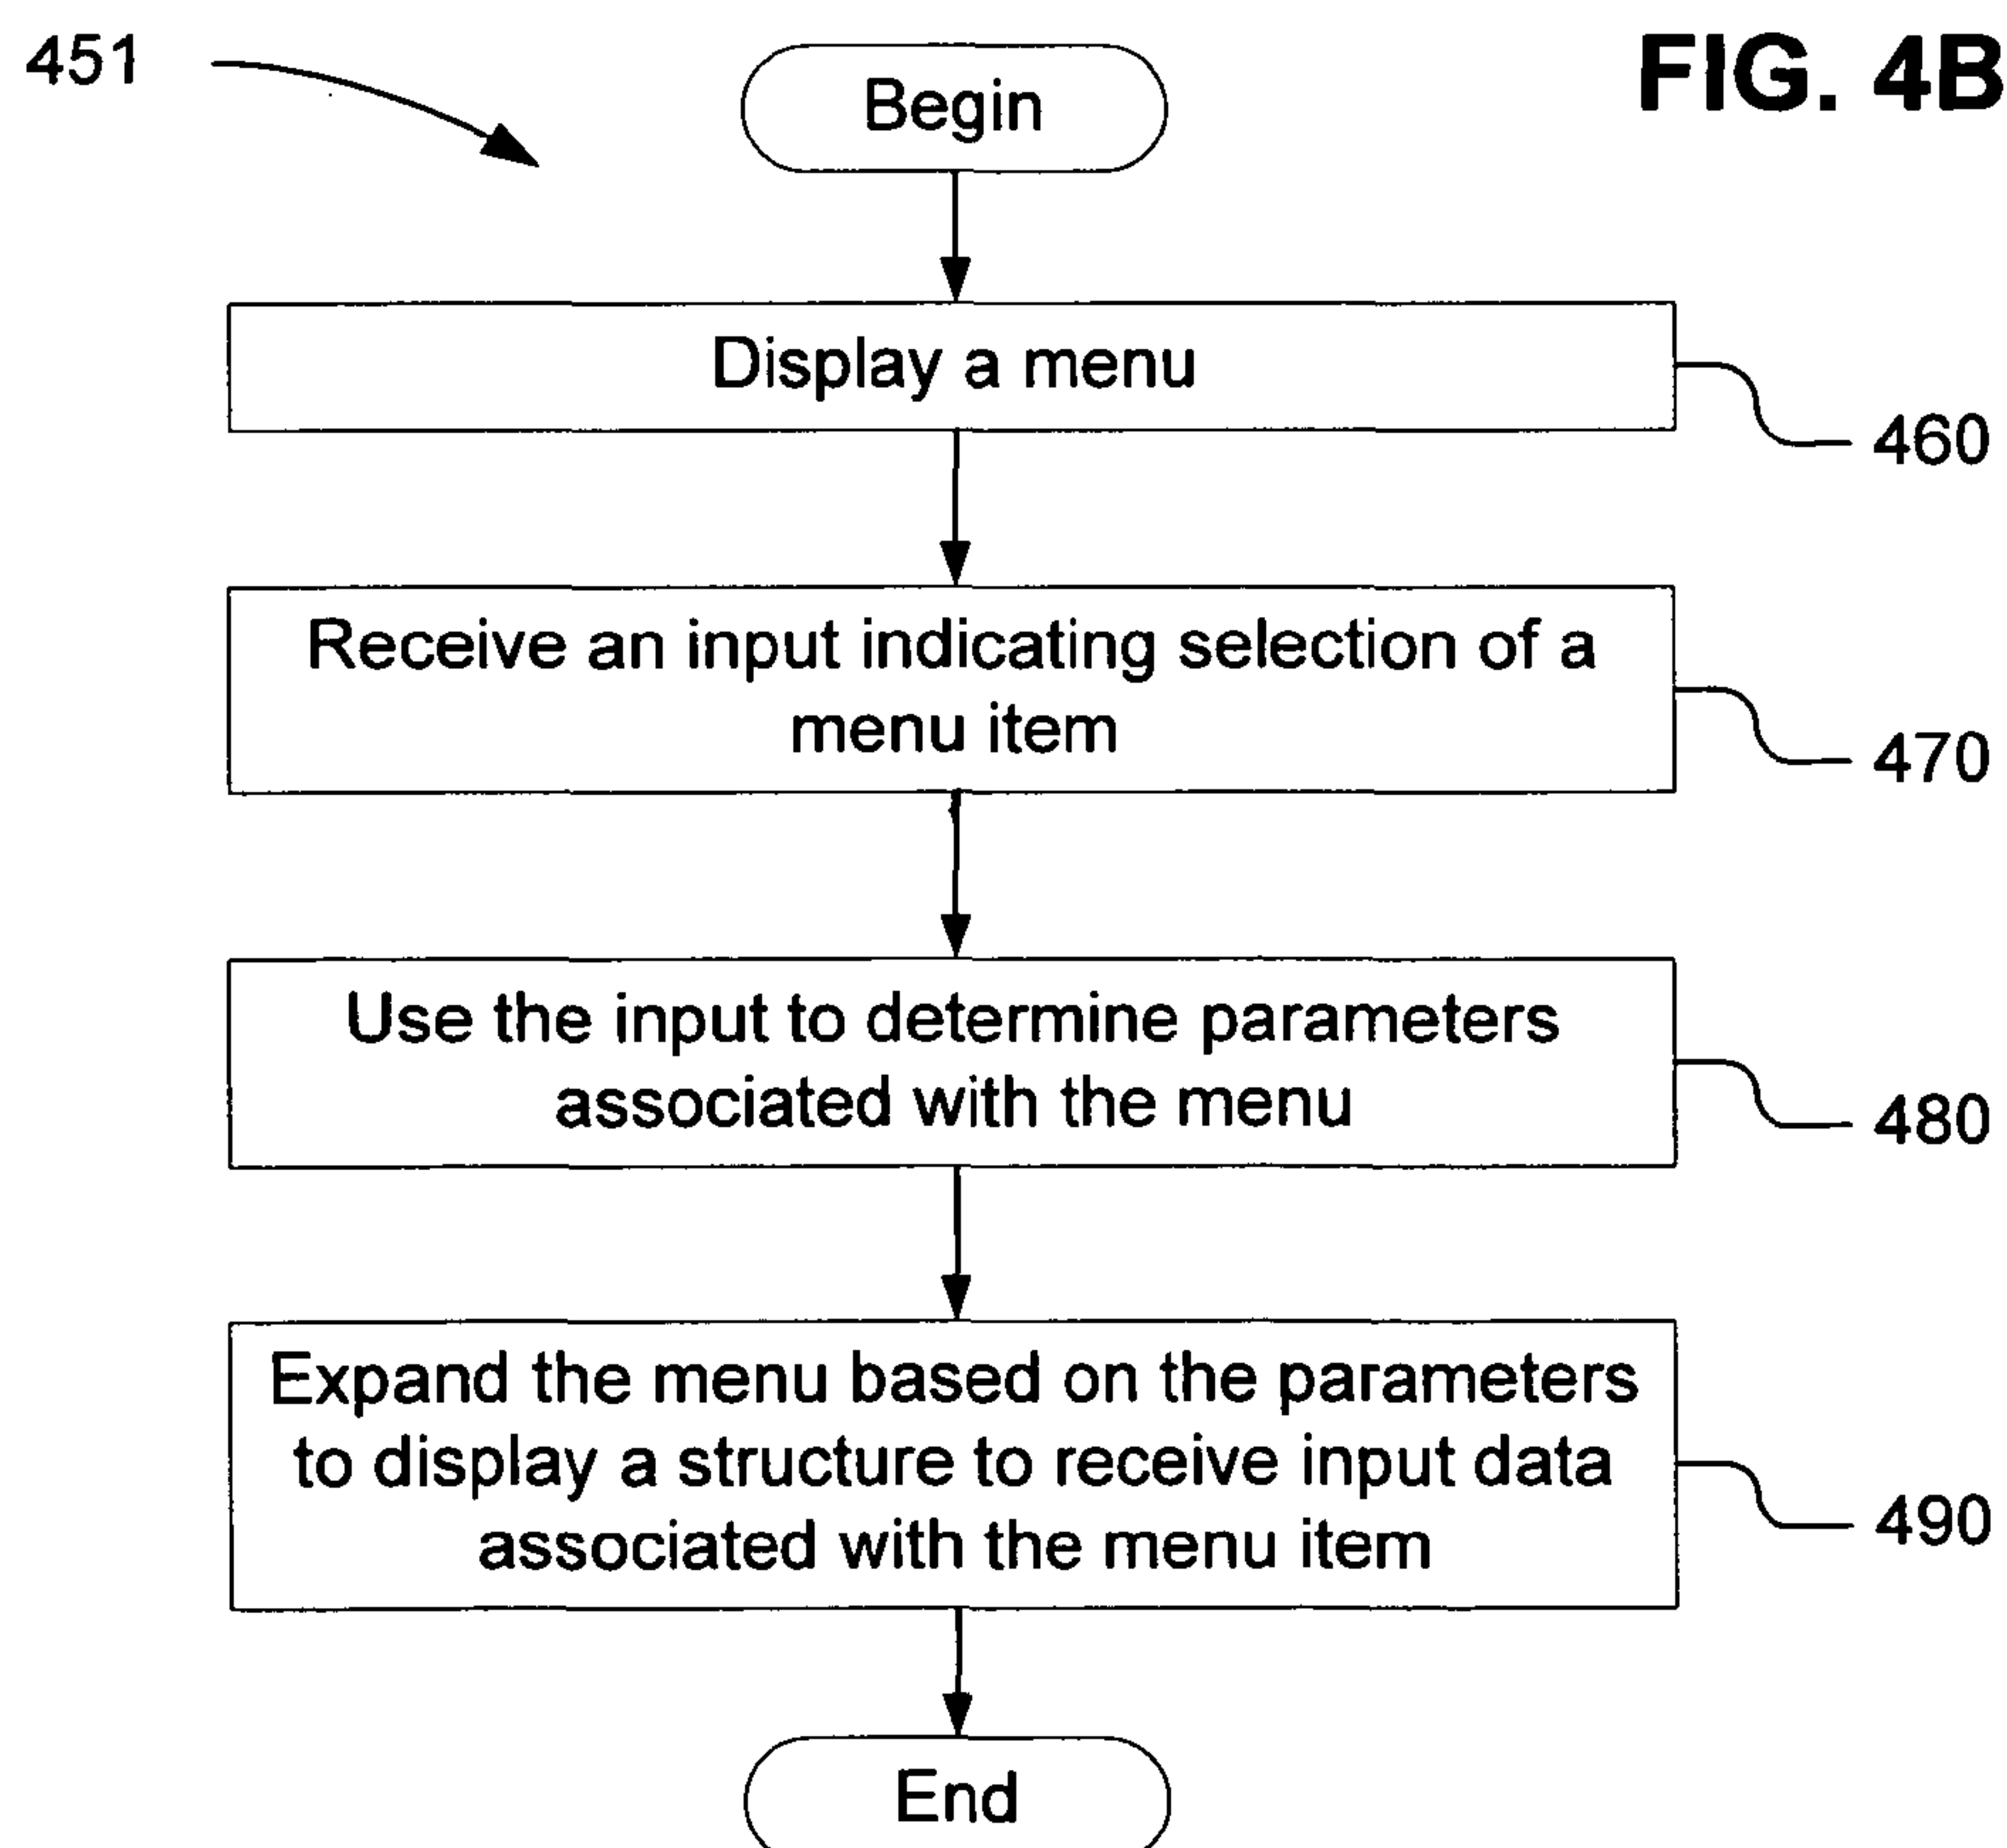 451
FIG. 4B
Begin
Display a menu
460
Receive an input indicating selection of a
menu item
470
Use the input to determine parameters
associated with the menu
480
Expand the menu based on the parameters
to display a structure to receive input data
associated with the menu item
490
End